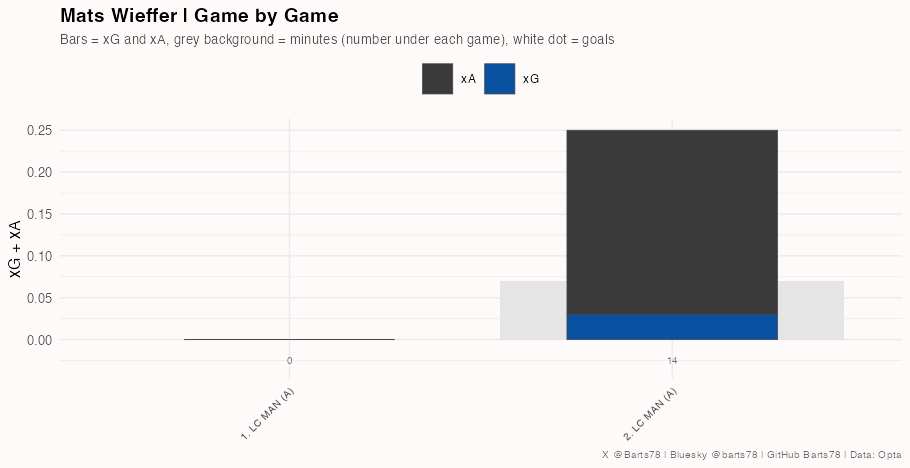 Mats Wieffer | Game by Game
Bars = xG and xA, grey background = minutes (number under each game), white dot = goals
xA xG
0.25
0.20
0.15
0.10
0.05
0.00
xG + xA
0 14
1. LC MAN (A) 2. LC MAN (A)
X @Barts78 | Bluesky @barts78 | GitHub Barts78 | Data: Opta